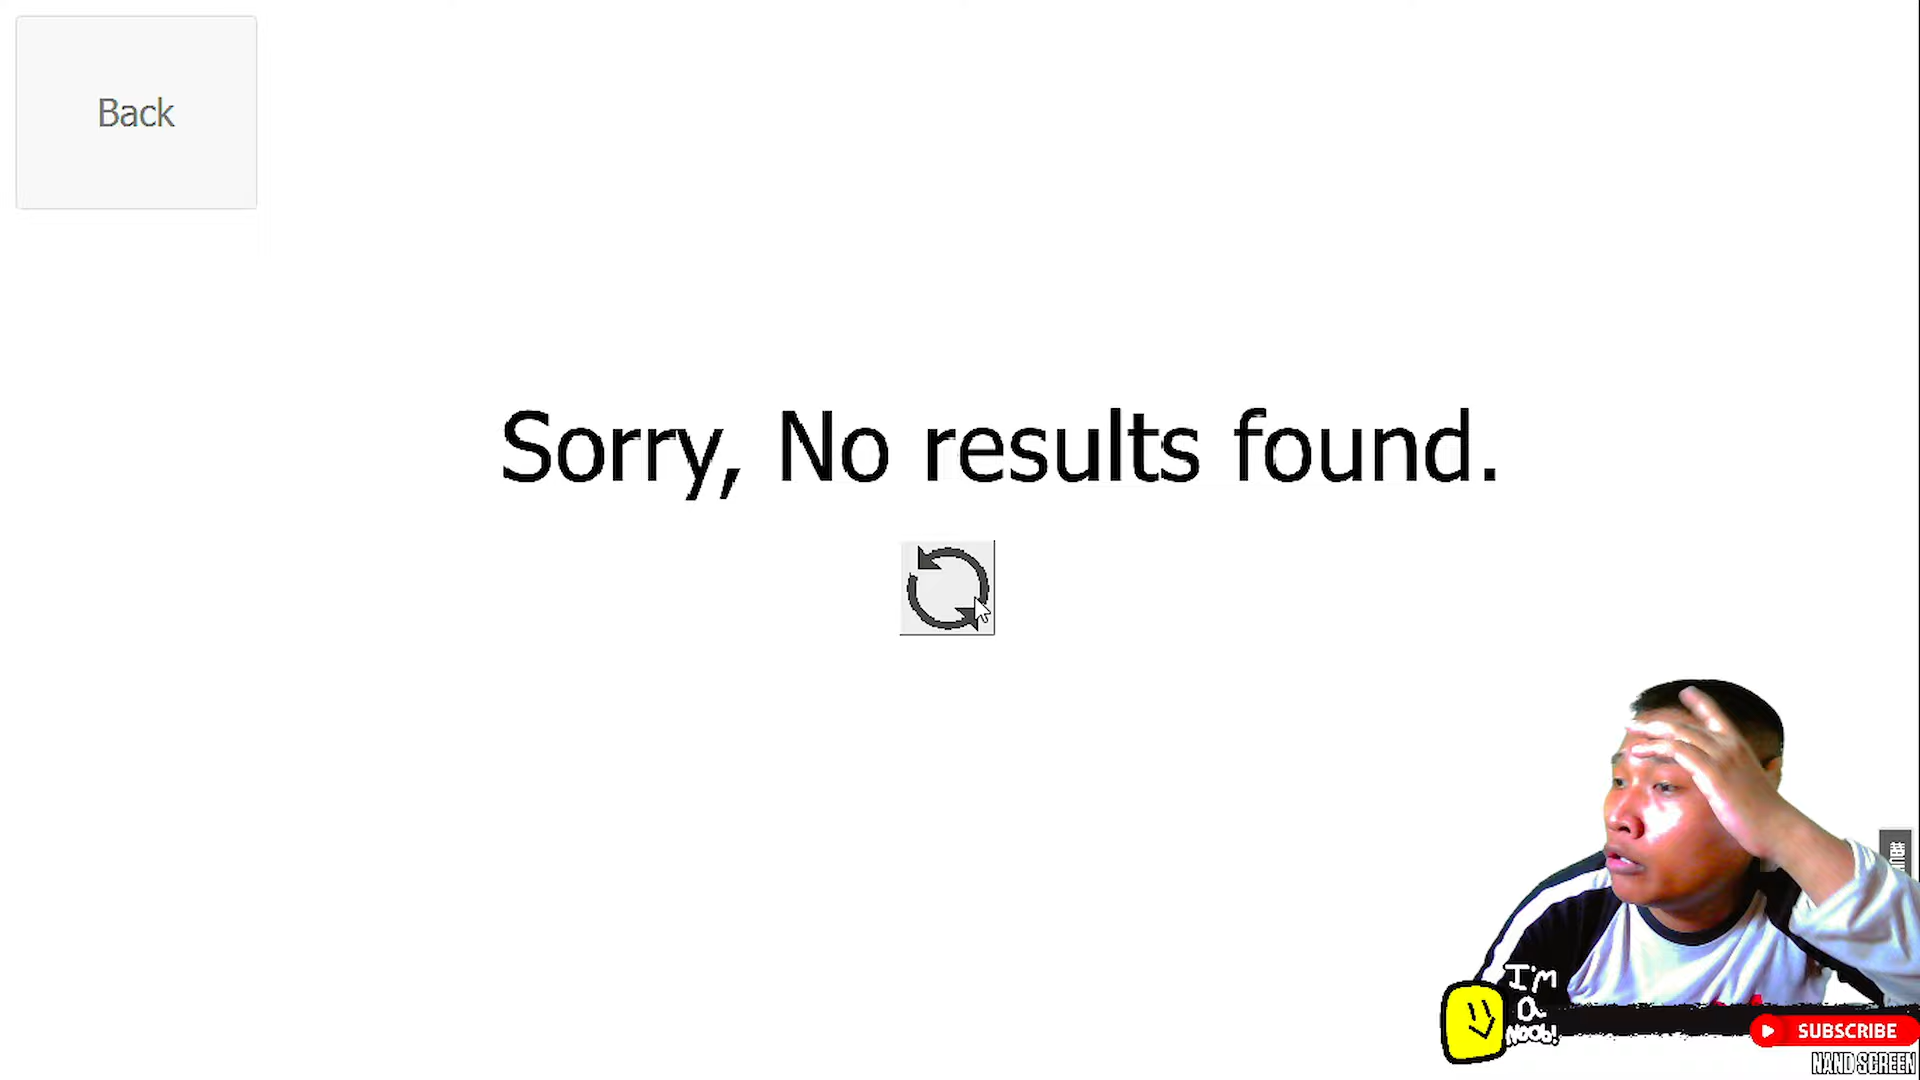 Back
Sorry, No results found.
I'm
a
NOOb!
SUBSCRIBE
NAND SCREEN